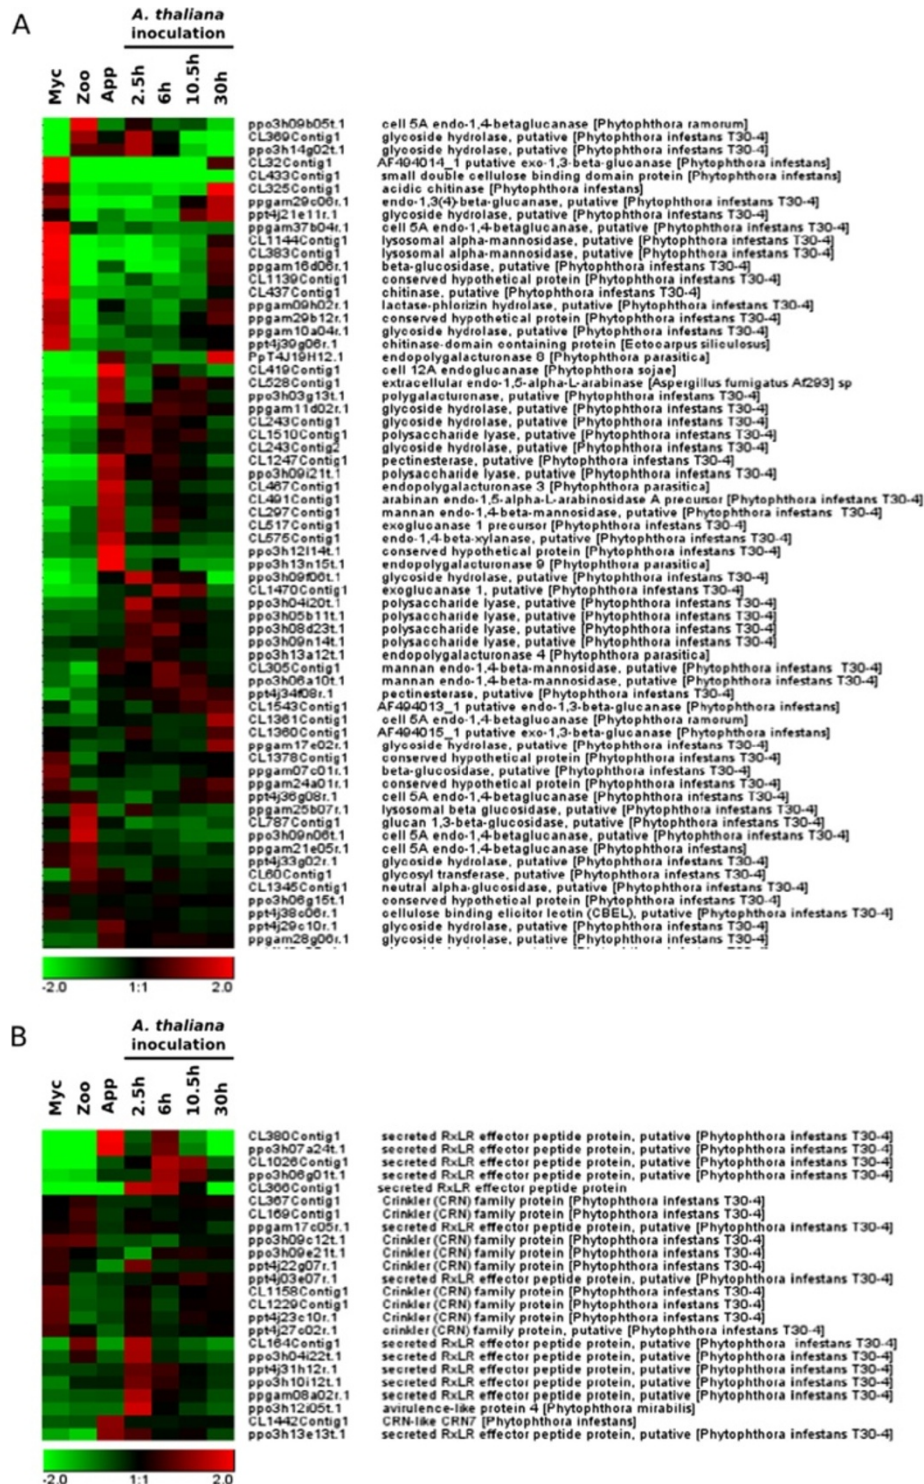 A
A. thaliana
inoculation
Myc Zoo App 2.5h 6h 10.5h 30h
ppo3h09b05t.1 cell 5A endo-1,4-betaglucanase [Phytophthora ramorum]
CL369Contig1 glycoside hydrolase, putative [Phytophthora infestans T30-4]
ppo3h14g02t.1 glycoside hydrolase, putative [Phytophthora infestans T30-4]
CL32Contig1 AF494014_1 putative exo-1,3-beta-glucanase [Phytophthora infestans]
CL433Contig1 small double cellulose binding domain protein [Phytophthora infestans]
CL325Contig1 acidic chitinase [Phytophthora infestans]
ppgam29c06r.1 endo-1,3(4)-beta-glucanase, putative [Phytophthora infestans T30-4]
ppt4j21e11r.1 glycoside hydrolase, putative [Phytophthora infestans T30-4]
ppgam37b04r.1 cell 5A endo-1,4-betaglucanase, putative [Phytophthora infestans T30-4]
CL1144Contig1 lysosomal alpha-mannosidase, putative [Phytophthora infestans T30-4]
CL383Contig1 lysosomal alpha-mannosidase, putative [Phytophthora infestans T30-4]
ppgam16d06r.1 beta-glucosidase, putative [Phytophthora infestans T30-4]
CL1139Contig1 conserved hypothetical protein [Phytophthora infestans T30-4]
CL437Contig1 chitinase, putative [Phytophthora infestans T30-4]
ppgam09h02r.1 lactase-phlorizin hydrolase, putative [Phytophthora infestans T30-4]
ppgam29b12r.1 conserved hypothetical protein [Phytophthora infestans T30-4]
ppgam10a04r.1 glycoside hydrolase, putative [Phytophthora infestans T30-4]
ppt4j39g06r.1 chitinase-domain containing protein [Ectocarpus siliculosus]
PpT4J19H12.1 endopolygalacturonase 8 [Phytophthora parasitica]
CL419Contig1 cell 12A endoglucanase [Phytophthora sojae]
CL528Contig1 extracellular endo-1,5-alpha-L-arabinase [Aspergillus fumigatus Af293] sp
ppo3h03g13t.1 polygalacturonase, putative [Phytophthora infestans T30-4]
ppgam11d02r.1 glycoside hydrolase, putative [Phytophthora infestans T30-4]
CL243Contig1 glycoside hydrolase, putative [Phytophthora infestans T30-4]
CL1510Contig1 polysaccharide lyase, putative [Phytophthora infestans T30-4]
CL243Contig2 glycoside hydrolase, putative [Phytophthora infestans T30-4]
CL1247Contig1 pectinesterase, putative [Phytophthora infestans T30-4]
ppo3h09i21t.1 polysaccharide lyase, putative [Phytophthora infestans T30-4]
CL467Contig1 endopolygalacturonase 3 [Phytophthora parasitica]
CL491Contig1 arabinan endo-1,5-alpha-L-arabinosidase A precursor [Phytophthora infestans T30-4]
CL297Contig1 mannan endo-1,4-beta-mannosidase, putative [Phytophthora infestans T30-4]
CL517Contig1 exoglucanase 1 precursor [Phytophthora infestans T30-4]
CL575Contig1 endo-1,4-beta-xylanase, putative [Phytophthora infestans T30-4]
ppo3h12l14t.1 conserved hypothetical protein [Phytophthora infestans T30-4]
ppo3h13n15t.1 endopolygalacturonase 9 [Phytophthora parasitica]
ppo3h09f06t.1 glycoside hydrolase, putative [Phytophthora infestans T30-4]
CL1470Contig1 exoglucanase 1, putative [Phytophthora infestans T30-4]
ppo3h04i20t.1 polysaccharide lyase, putative [Phytophthora infestans T30-4]
ppo3h05b11t.1 polysaccharide lyase, putative [Phytophthora infestans T30-4]
ppo3h08d23t.1 polysaccharide lyase, putative [Phytophthora infestans T30-4]
ppo3h09n14t.1 polysaccharide lyase, putative [Phytophthora infestans T30-4]
ppo3h13a12t.1 endopolygalacturonase 4 [Phytophthora parasitica]
CL305Contig1 mannan endo-1,4-beta-mannosidase, putative [Phytophthora infestans T30-4]
ppo3h06a10t.1 mannan endo-1,4-beta-mannosidase, putative [Phytophthora infestans T30-4]
ppt4j34f08r.1 pectinesterase, putative [Phytophthora infestans T30-4]
CL1543Contig1 AF494013_1 putative endo-1,3-beta-glucanase [Phytophthora infestans]
CL1361Contig1 cell 5A endo-1,4-betaglucanase [Phytophthora ramorum]
CL1360Contig1 AF494015_1 putative exo-1,3-beta-glucanase [Phytophthora infestans]
ppgam17e02r.1 glycoside hydrolase, putative [Phytophthora infestans T30-4]
CL1378Contig1 conserved hypothetical protein [Phytophthora infestans T30-4]
ppgam07c01r.1 beta-glucosidase, putative [Phytophthora infestans T30-4]
ppgam24a01r.1 conserved hypothetical protein [Phytophthora infestans T30-4]
ppt4j36g08r.1 cell 5A endo-1,4-betaglucanase [Phytophthora infestans T30-4]
ppgam25b07r.1 lysosomal beta glucosidase, putative [Phytophthora infestans T30-4]
CL787Contig1 glucan 1,3-beta-glucosidase, putative [Phytophthora infestans T30-4]
ppo3h09n06t.1 cell 5A endo-1,4-betaglucanase, putative [Phytophthora infestans T30-4]
ppgam21e05r.1 cell 5A endo-1,4-betaglucanase [Phytophthora infestans]
ppt4j33g02r.1 glycoside hydrolase, putative [Phytophthora infestans T30-4]
CL60Contig1 glycosyl transferase, putative [Phytophthora infestans T30-4]
CL1345Contig1 neutral alpha-glucosidase, putative [Phytophthora infestans T30-4]
ppo3h06g15t.1 conserved hypothetical protein [Phytophthora infestans T30-4]
ppt4j38c06r.1 cellulose binding elicitor lectin (CBEL), putative [Phytophthora infestans T30-4]
ppt4j29c10r.1 glycoside hydrolase, putative [Phytophthora infestans T30-4]
ppgam28g06r.1 glycoside hydrolase, putative [Phytophthora infestans T30-4]
-2.0 1:1 2.0
B
A. thaliana
inoculation
Myc Zoo App 2.5h 6h 10.5h 30h
CL380Contig1 secreted RxLR effector peptide protein, putative [Phytophthora infestans T30-4]
ppo3h07a24t.1 secreted RxLR effector peptide protein, putative [Phytophthora infestans T30-4]
CL1026Contig1 secreted RxLR effector peptide protein, putative [Phytophthora infestans T30-4]
ppo3h06g01t.1 secreted RxLR effector peptide protein, putative [Phytophthora infestans T30-4]
CL366Contig1 secreted RxLR effector peptide protein
CL367Contig1 Crinkler (CRN) family protein [Phytophthora infestans T30-4]
CL169Contig1 Crinkler (CRN) family protein [Phytophthora infestans T30-4]
ppgam17c05r.1 secreted RxLR effector peptide protein, putative [Phytophthora infestans T30-4]
ppo3h09c12t.1 Crinkler (CRN) family protein [Phytophthora infestans T30-4]
ppo3h09e21t.1 Crinkler (CRN) family protein [Phytophthora infestans T30-4]
ppt4j22g07r.1 Crinkler (CRN) family protein [Phytophthora infestans T30-4]
ppt4j03e07r.1 secreted RxLR effector peptide protein, putative [Phytophthora infestans T30-4]
CL1158Contig1 Crinkler (CRN) family protein [Phytophthora infestans T30-4]
CL1229Contig1 Crinkler (CRN) family protein [Phytophthora infestans T30-4]
ppt4j23c10r.1 Crinkler (CRN) family protein [Phytophthora infestans T30-4]
ppt4j27c02r.1 crinkler (CRN) family protein, putative [Phytophthora infestans T30-4]
CL164Contig1 secreted RxLR effector peptide protein, putative [Phytophthora infestans T30-4]
ppo3h04i22t.1 secreted RxLR effector peptide protein, putative [Phytophthora infestans T30-4]
ppt4j31h12r.1 secreted RxLR effector peptide protein, putative [Phytophthora infestans T30-4]
ppo3h10i12t.1 secreted RxLR effector peptide protein, putative [Phytophthora infestans T30-4]
ppgam08a02r.1 secreted RxLR effector peptide protein, putative [Phytophthora infestans T30-4]
ppo3h12i05t.1 avirulence-like protein 4 [Phytophthora mirabilis]
CL1442Contig1 CRN-like CRN7 [Phytophthora infestans]
ppo3h13e13t.1 secreted RxLR effector peptide protein, putative [Phytophthora infestans T30-4]
-2.0 1:1 2.0